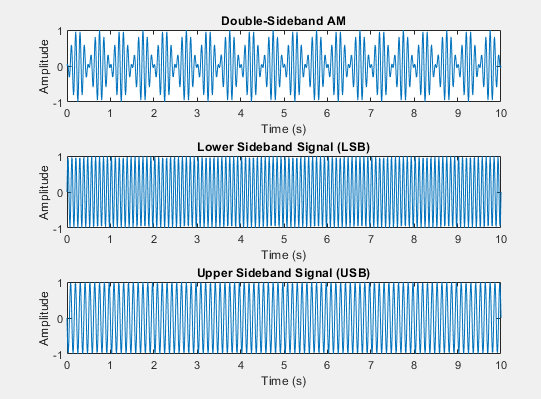 Double-Sideband AM
Amplitude
1
0
-1
0 1 2 3 4 5 6 7 8 9 10
Time (s)
Lower Sideband Signal (LSB)
Amplitude
1
0
-1
0 1 2 3 4 5 6 7 8 9 10
Time (s)
Upper Sideband Signal (USB)
Amplitude
1
0
-1
0 1 2 3 4 5 6 7 8 9 10
Time (s)